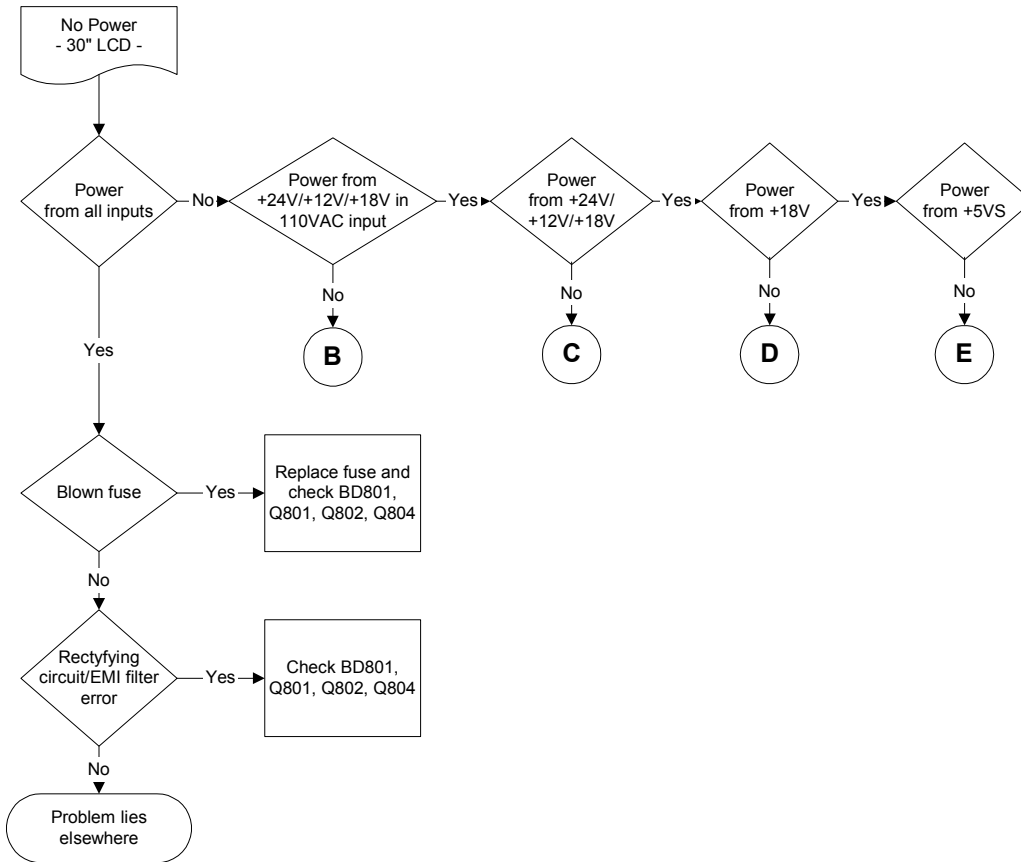 No Power
- 30" LCD -
Power
from all inputs
No
Power from
+24V/+12V/+18V in
110VAC input
Yes
Power
from +24V/
+12V/+18V
Yes
Power
from +18V
Yes
Power
from +5VS
No
No
No
No
B
C
D
E
Yes
Blown fuse
Yes
Replace fuse and
check BD801,
Q801, Q802, Q804
No
Rectyfying
circuit/EMI filter
error
Yes
Check BD801,
Q801, Q802, Q804
No
Problem lies
elsewhere